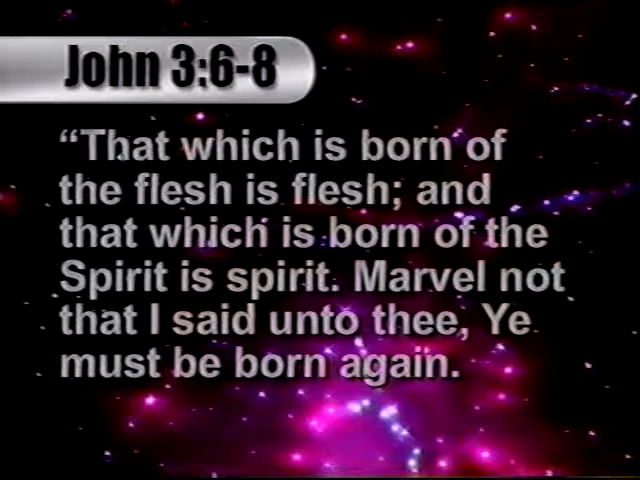 John 3:6-8
“That which is born of
the flesh is flesh; and
that which is born of the
Spirit is spirit. Marvel not
that I said unto thee, Ye
must be born again.